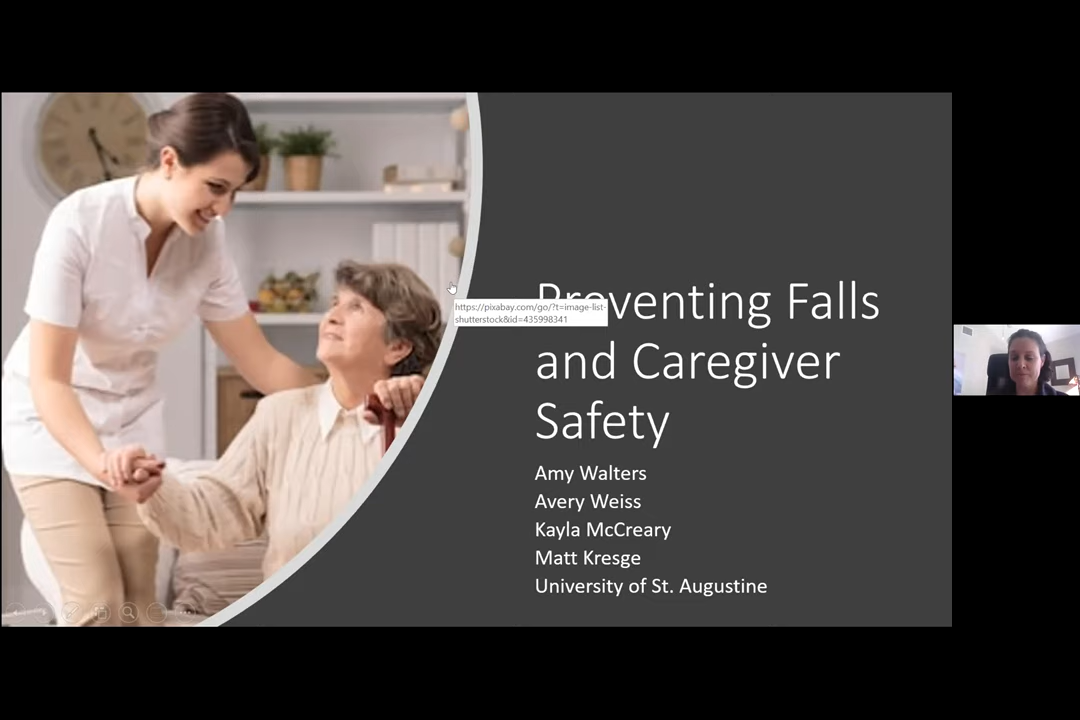 Preventing Falls
and Caregiver
Safety
https://pixabay.com/go/?t=image-list-
shutterstock&id=435998341
Amy Walters
Avery Weiss
Kayla McCreary
Matt Kresge
University of St. Augustine